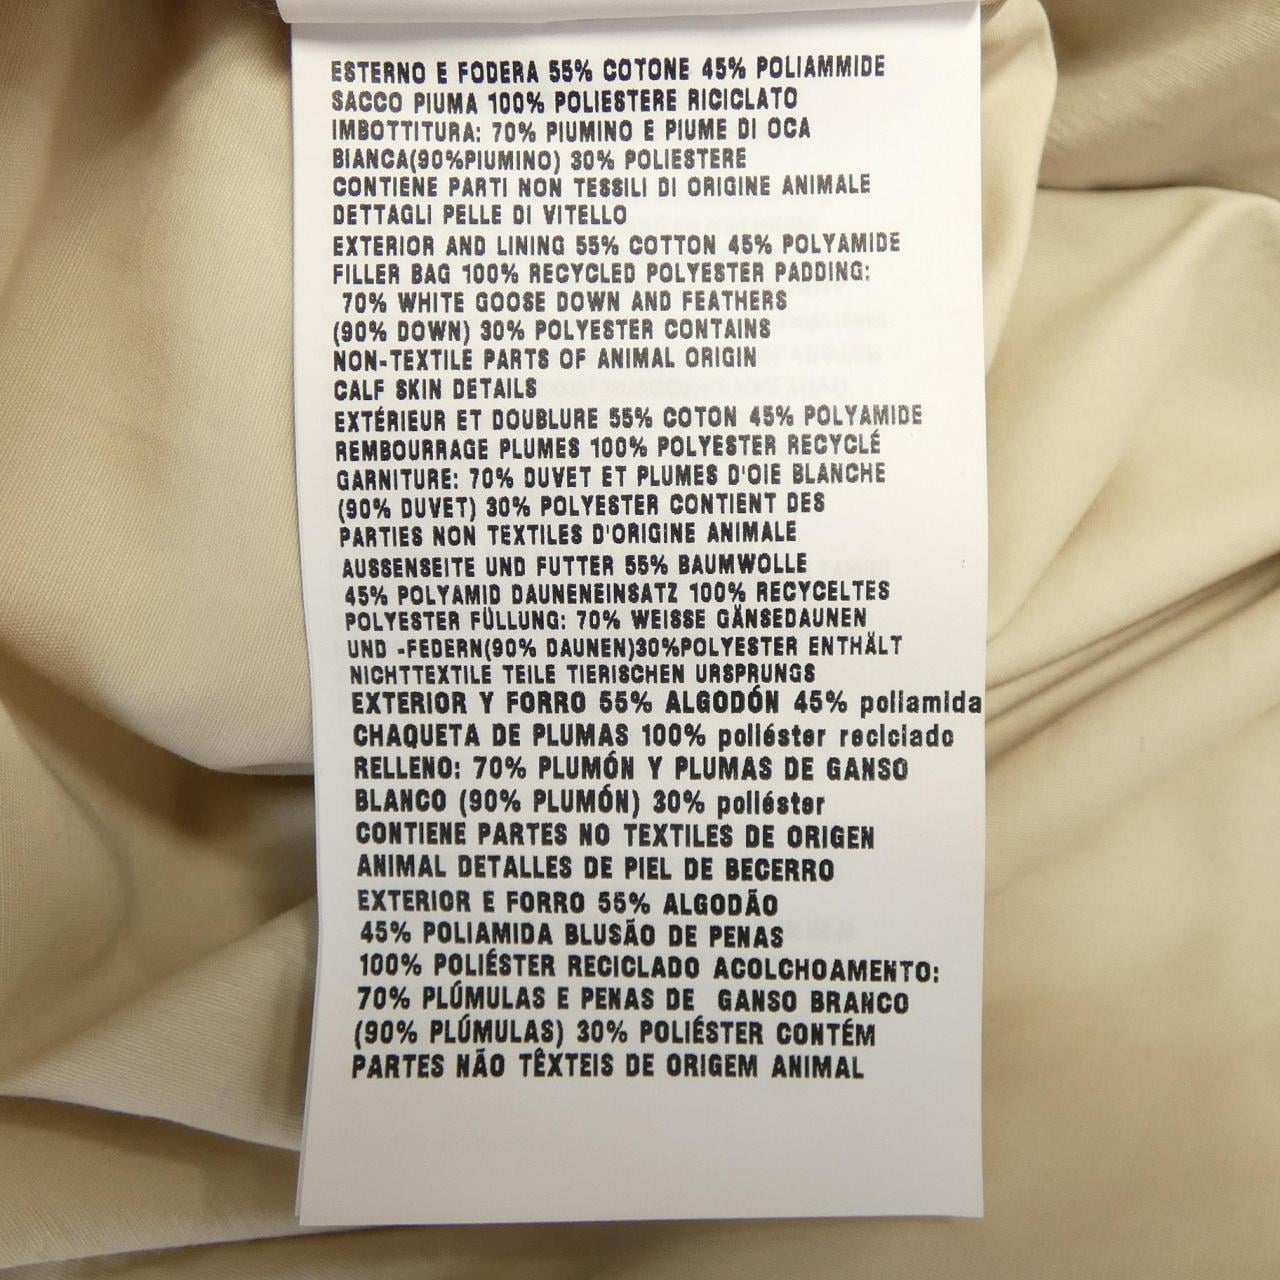 ESTERNO E FODERA 55% COTONE 45% POLIAMMIDE
SACCO PIUMA 100% POLIESTERE RICICLATO
IMBOTTITURA: 70% PIUMINO E PIUME DI OCA
BIANCA(90%PIUMINO) 30% POLIESTERE
CONTIENE PARTI NON TESSILI DI ORIGINE ANIMALE
DETTAGLI PELLE DI VITELLO
EXTERIOR AND LINING 55% COTTON 45% POLYAMIDE
FILLER BAG 100% RECYCLED POLYESTER PADDING:
70% WHITE GOOSE DOWN AND FEATHERS
(90% DOWN) 30% POLYESTER CONTAINS
NON-TEXTILE PARTS OF ANIMAL ORIGIN
CALF SKIN DETAILS
EXTÉRIEUR ET DOUBLURE 55% COTON 45% POLYAMIDE
REMBOURRAGE PLUMES 100% POLYESTER RECYCLÉ
GARNITURE: 70% DUVET ET PLUMES D'OIE BLANCHE
(90% DUVET) 30% POLYESTER CONTIENT DES
PARTIES NON TEXTILES D'ORIGINE ANIMALE
AUSSENSEITE UND FUTTER 55% BAUMWOLLE
45% POLYAMID DAUNENEINSATZ 100% RECYCELTES
POLYESTER FÜLLUNG: 70% WEISSE GÄNSEDAUNEN
UND -FEDERN(90% DAUNEN)30%POLYESTER ENTHÄLT
NICHTTEXTILE TEILE TIERISCHEN URSPRUNGS
EXTERIOR Y FORRO 55% ALGODÓN 45% poliamida
CHAQUETA DE PLUMAS 100% poliéster reciclado
RELLENO: 70% PLUMÓN Y PLUMAS DE GANSO
BLANCO (90% PLUMÓN) 30% poliéster
CONTIENE PARTES NO TEXTILES DE ORIGEN
ANIMAL DETALLES DE PIEL DE BECERRO
EXTERIOR E FORRO 55% ALGODÃO
45% POLIAMIDA BLUSÃO DE PENAS
100% POLIÉSTER RECICLADO ACOLCHOAMENTO:
70% PLÚMULAS E PENAS DE GANSO BRANCO
(90% PLÚMULAS) 30% POLIÉSTER CONTÉM
PARTES NÃO TÊXTEIS DE ORIGEM ANIMAL